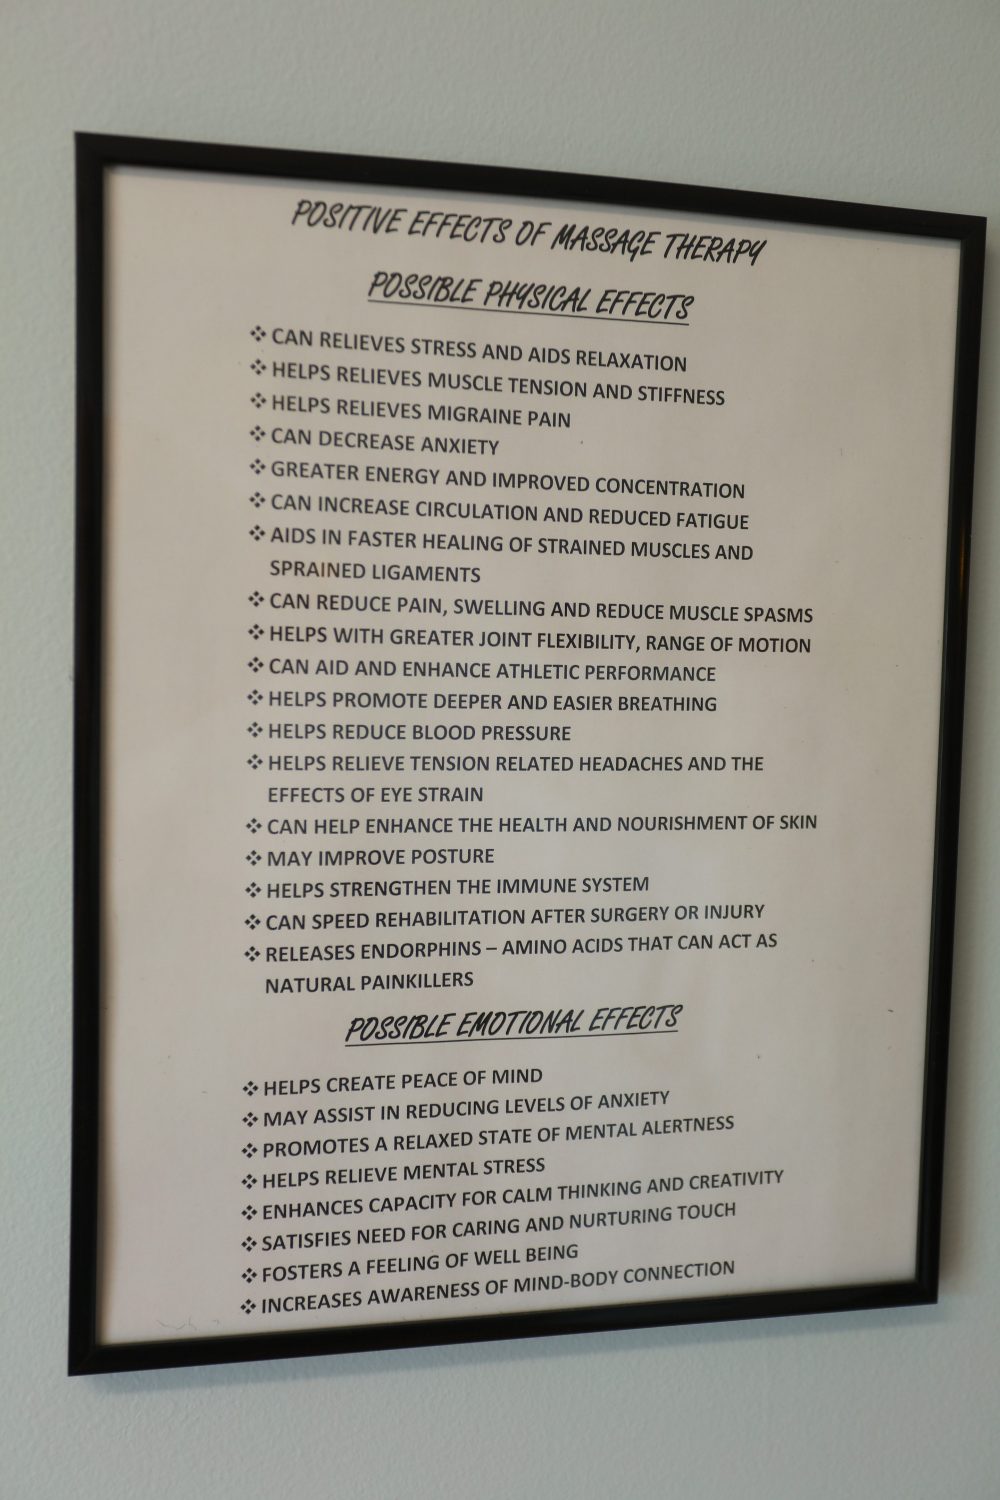 POSITIVE EFFECTS OF MASSAGE THERAPY
POSSIBLE PHYSICAL EFFECTS
❖ CAN RELIEVES STRESS AND AIDS RELAXATION
❖ HELPS RELIEVES MUSCLE TENSION AND STIFFNESS
❖ HELPS RELIEVES MIGRAINE PAIN
❖ CAN DECREASE ANXIETY
❖ GREATER ENERGY AND IMPROVED CONCENTRATION
❖ CAN INCREASE CIRCULATION AND REDUCED FATIGUE
❖ AIDS IN FASTER HEALING OF STRAINED MUSCLES AND
SPRAINED LIGAMENTS
❖ CAN REDUCE PAIN, SWELLING AND REDUCE MUSCLE SPASMS
❖ HELPS WITH GREATER JOINT FLEXIBILITY, RANGE OF MOTION
❖ CAN AID AND ENHANCE ATHLETIC PERFORMANCE
❖ HELPS PROMOTE DEEPER AND EASIER BREATHING
❖ HELPS REDUCE BLOOD PRESSURE
❖ HELPS RELIEVE TENSION RELATED HEADACHES AND THE
EFFECTS OF EYE STRAIN
❖ CAN HELP ENHANCE THE HEALTH AND NOURISHMENT OF SKIN
❖ MAY IMPROVE POSTURE
❖ HELPS STRENGTHEN THE IMMUNE SYSTEM
❖ CAN SPEED REHABILITATION AFTER SURGERY OR INJURY
❖ RELEASES ENDORPHINS – AMINO ACIDS THAT CAN ACT AS
NATURAL PAINKILLERS
POSSIBLE EMOTIONAL EFFECTS
❖ HELPS CREATE PEACE OF MIND
❖ MAY ASSIST IN REDUCING LEVELS OF ANXIETY
❖ PROMOTES A RELAXED STATE OF MENTAL ALERTNESS
❖ HELPS RELIEVE MENTAL STRESS
❖ ENHANCES CAPACITY FOR CALM THINKING AND CREATIVITY
❖ SATISFIES NEED FOR CARING AND NURTURING TOUCH
❖ FOSTERS A FEELING OF WELL BEING
❖ INCREASES AWARENESS OF MIND-BODY CONNECTION